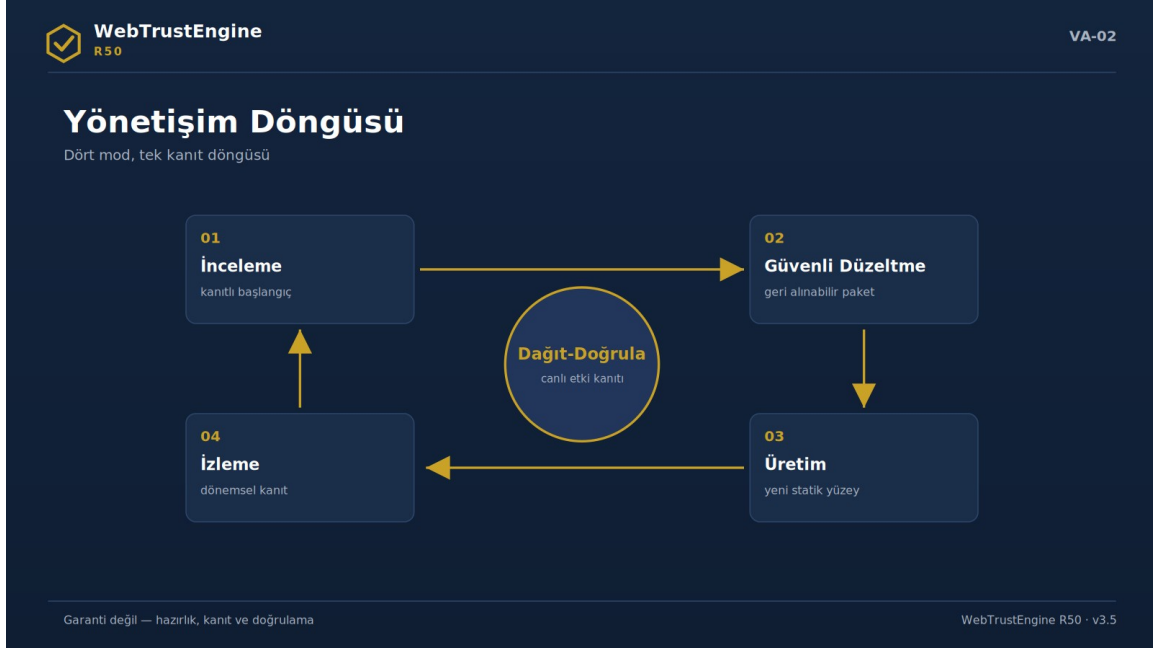 WebTrustEngine
R50
VA-02
Yönetişim Döngüsü
Dört mod, tek kanıt döngüsü
01
İnceleme
kanıtlı başlangıç
02
Güvenli Düzeltme
geri alınabilir paket
Dağıt-Doğrula
canlı etki kanıtı
04
İzleme
dönemsel kanıt
03
Üretim
yeni statik yüzey
Garanti değil — hazırlık, kanıt ve doğrulama
WebTrustEngine R50 · v3.5